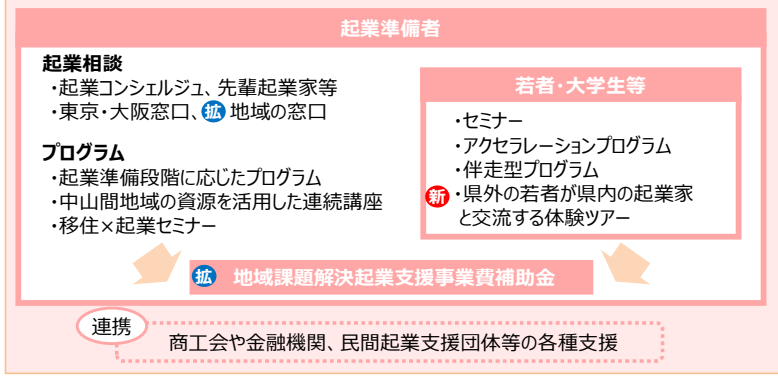 起業準備者
起業相談
・起業コンシェルジュ、先輩起業家等
・東京・大阪窓口、拡 地域の窓口
プログラム
・起業準備段階に応じたプログラム
・中山間地域の資源を活用した連続講座
・移住×起業セミナー
若者・大学生等
・セミナー
・アクセラレーションプログラム
・伴走型プログラム
新 ・県外の若者が県内の起業家
と交流する体験ツアー
拡 地域課題解決起業支援事業費補助金
連携
商工会や金融機関、民間起業支援団体等の各種支援